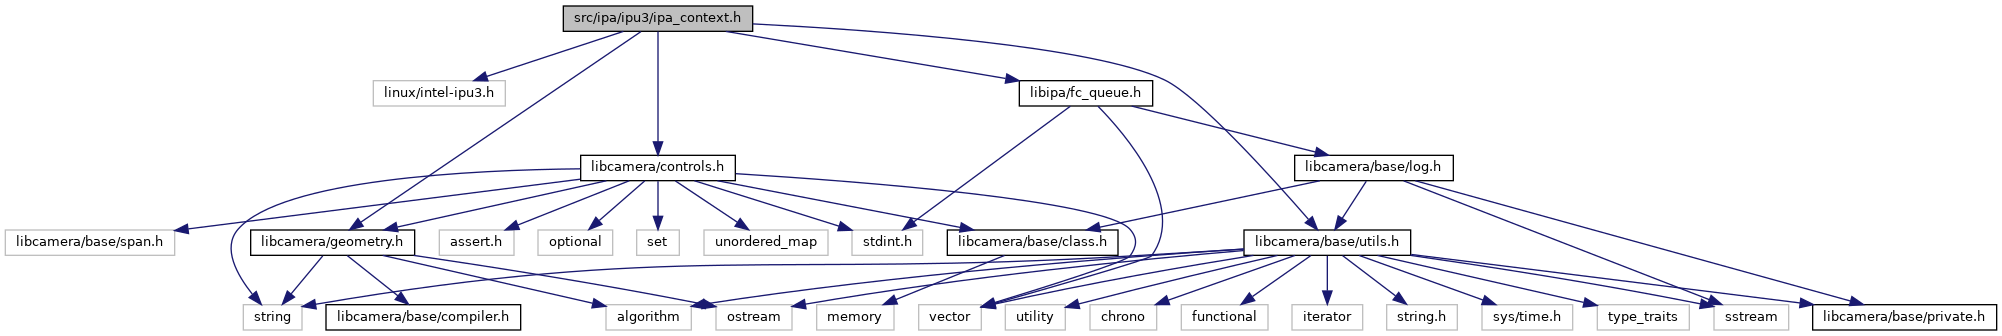 src/ipa/ipu3/ipa_context.h
linux/intel-ipu3.h
libipa/fc_queue.h
libcamera/controls.h
libcamera/base/log.h
libcamera/base/span.h
libcamera/geometry.h
assert.h
optional
set
unordered_map
stdint.h
libcamera/base/class.h
libcamera/base/utils.h
string
libcamera/base/compiler.h
algorithm
ostream
memory
vector
utility
chrono
functional
iterator
string.h
sys/time.h
type_traits
sstream
libcamera/base/private.h